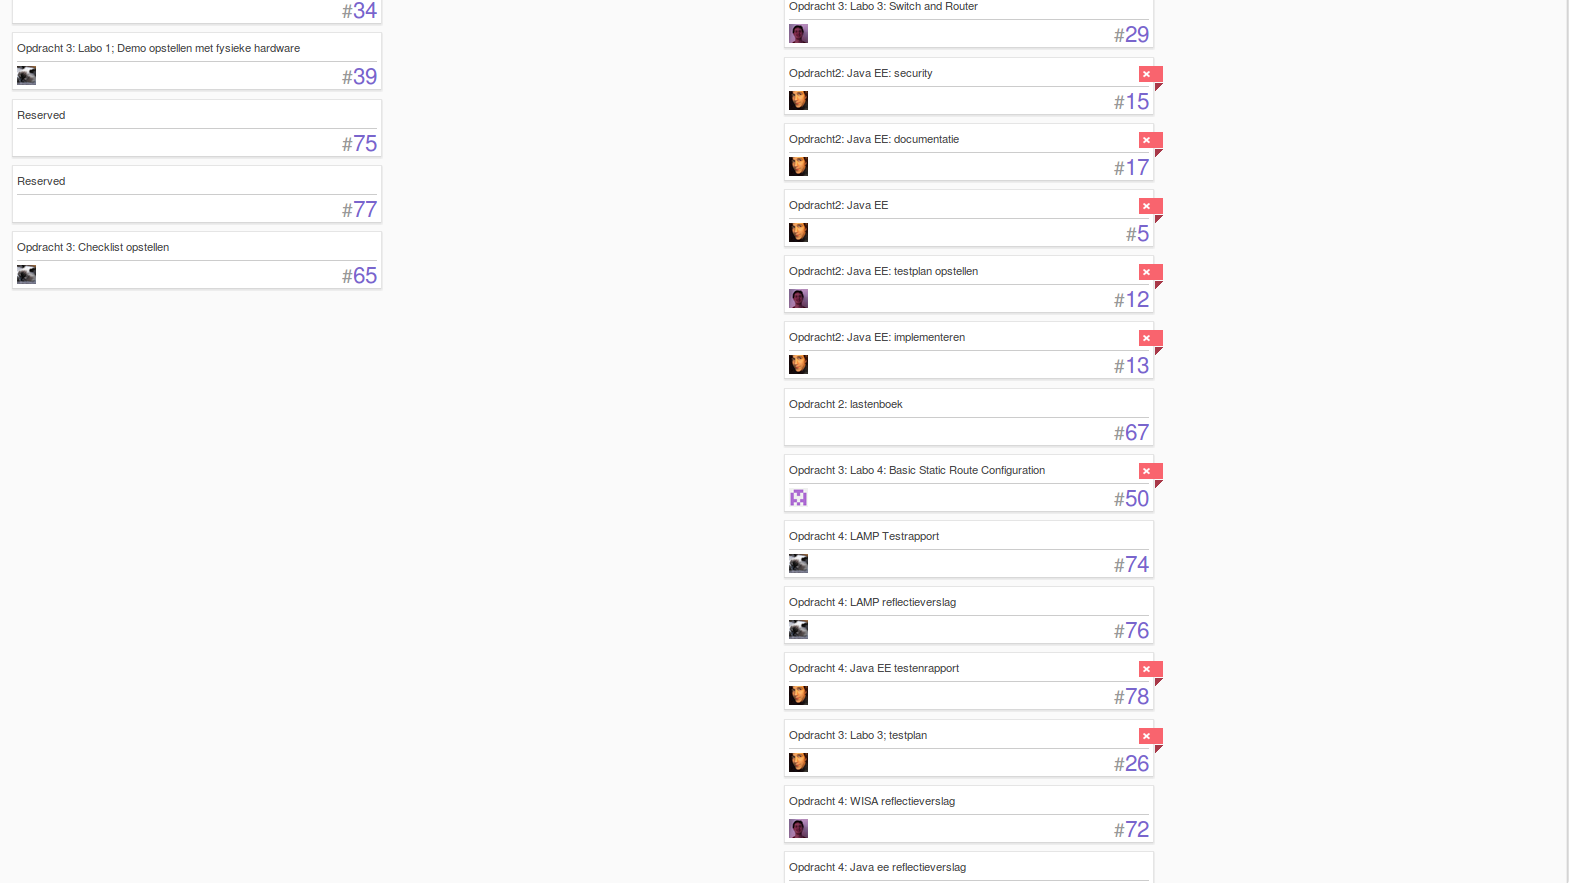 #34
Opdracht 3: Labo 1; Demo opstellen met fysieke hardware
#39
Reserved
#75
Reserved
#77
Opdracht 3: Checklist opstellen
#65
Opdracht 3: Labo 3: Switch and Router
#29
Opdracht2: Java EE: security
#15
Opdracht2: Java EE: documentatie
#17
Opdracht2: Java EE
#5
Opdracht2: Java EE: testplan opstellen
#12
Opdracht2: Java EE: implementeren
#13
Opdracht 2: lastenboek
#67
Opdracht 3: Labo 4: Basic Static Route Configuration
#50
Opdracht 4: LAMP Testrapport
#74
Opdracht 4: LAMP reflectieverslag
#76
Opdracht 4: Java EE testenrapport
#78
Opdracht 3: Labo 3; testplan
#26
Opdracht 4: WISA reflectieverslag
#72
Opdracht 4: Java ee reflectieverslag